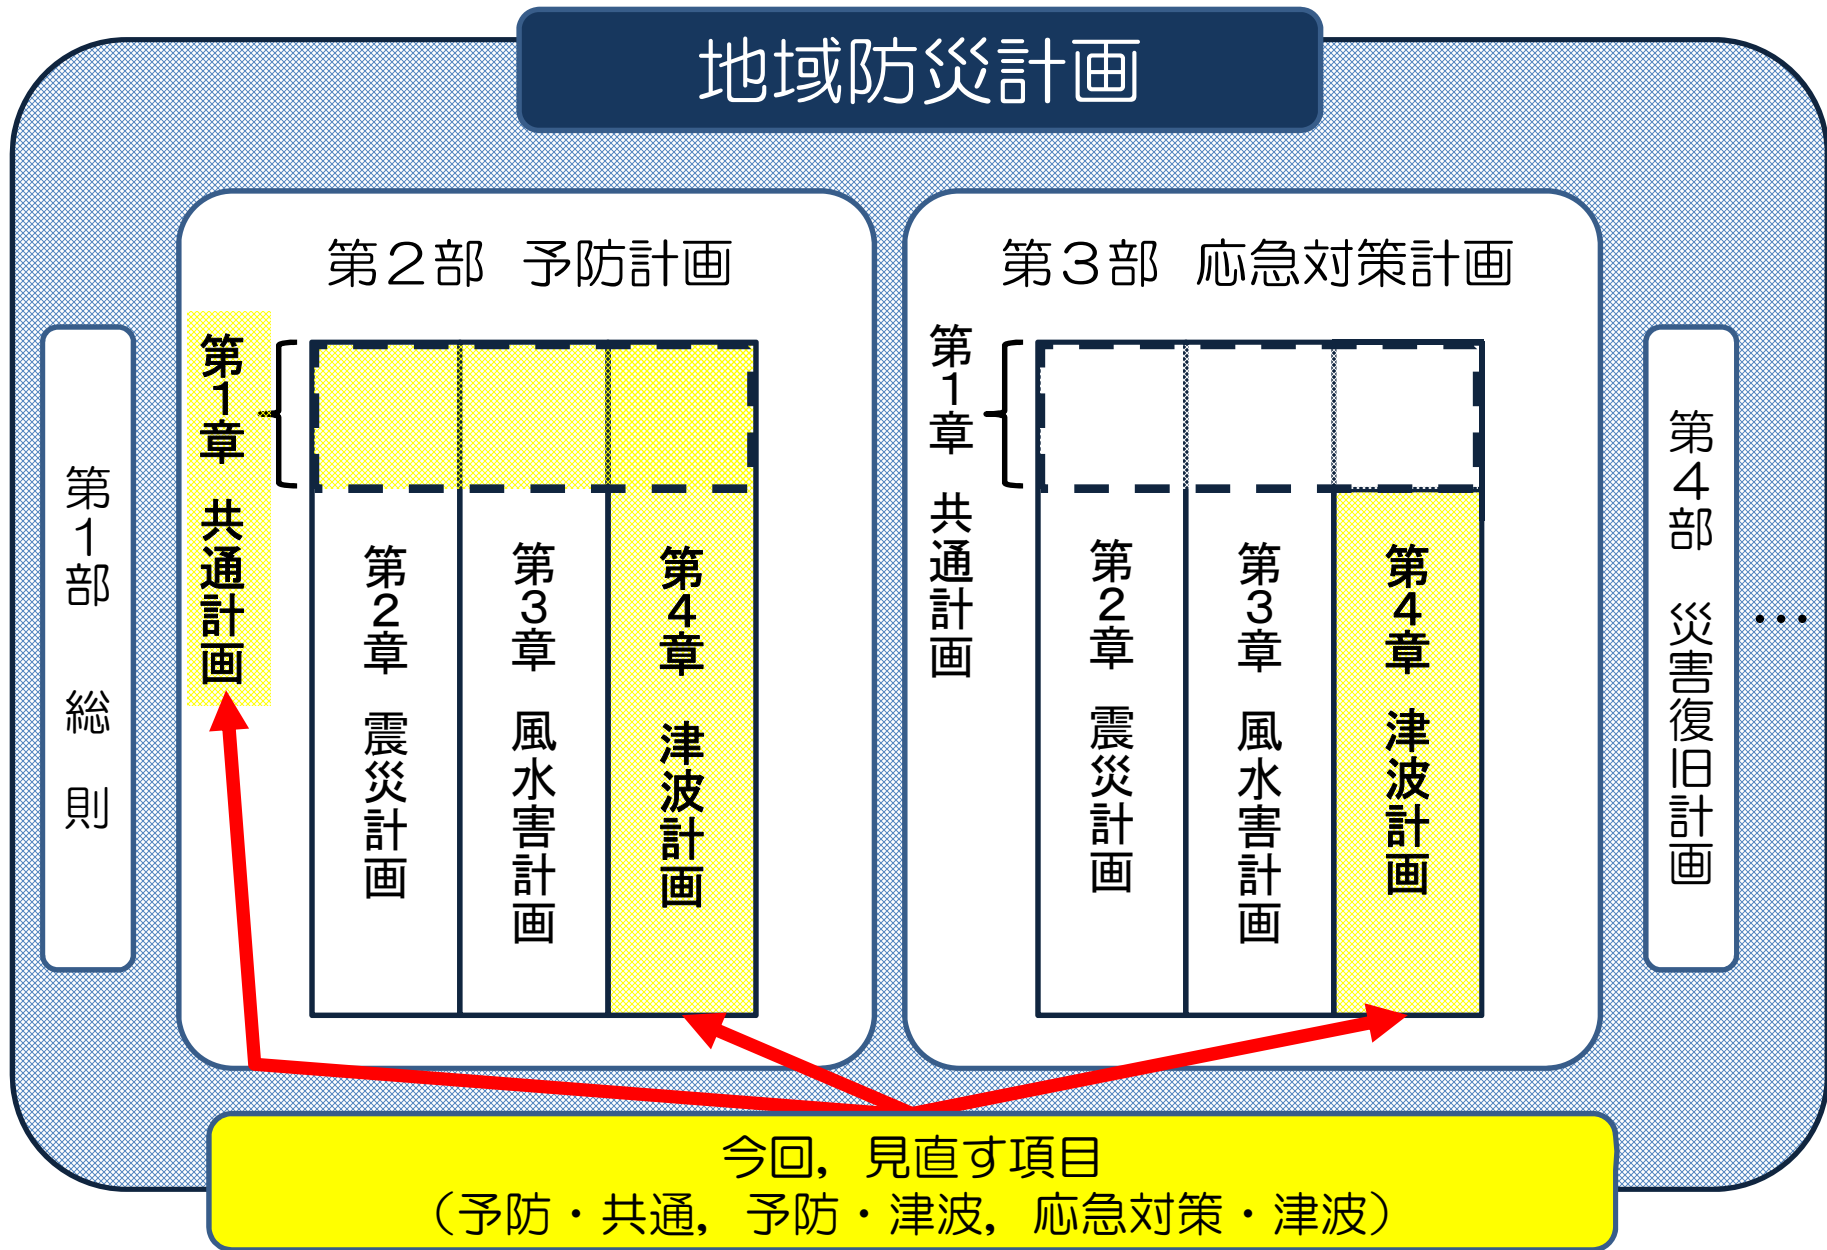 地域防災計画
第1部 総則
第２部 予防計画
第1章 共通計画
第2章 震災計画
第3章 風水害計画
第4章 津波計画
第３部 応急対策計画
第1章 共通計画
第2章 震災計画
第3章 風水害計画
第4章 津波計画
第4部 災害復旧計画
…
今回，見直す項目
（予防・共通，予防・津波，応急対策・津波）